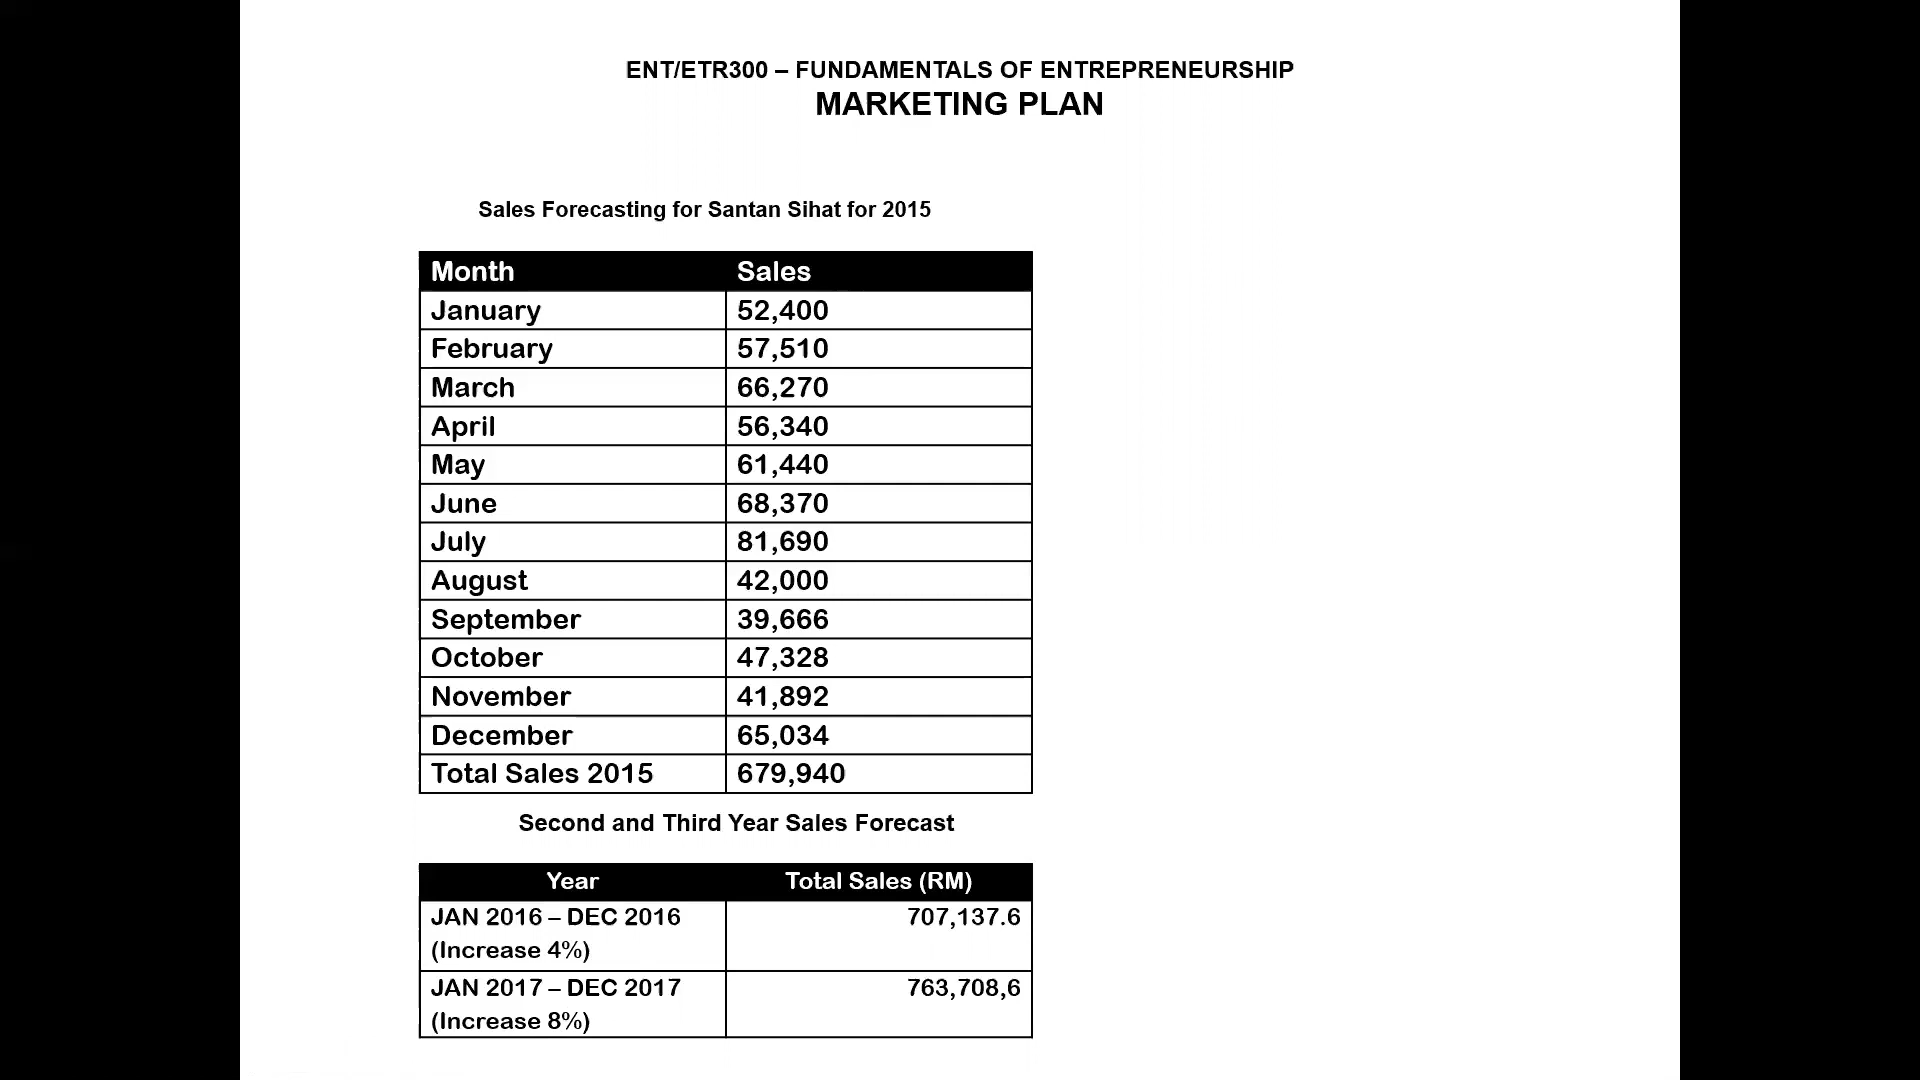 ENT/ETR300 – FUNDAMENTALS OF ENTREPRENEURSHIP
MARKETING PLAN
Sales Forecasting for Santan Sihat for 2015
Month Sales
January 52,400
February 57,510
March 66,270
April 56,340
May 61,440
June 68,370
July 81,690
August 42,000
September 39,666
October 47,328
November 41,892
December 65,034
Total Sales 2015 679,940
Second and Third Year Sales Forecast
Year Total Sales (RM)
JAN 2016 – DEC 2016 707,137.6
(Increase 4%)
JAN 2017 – DEC 2017 763,708,6
(Increase 8%)